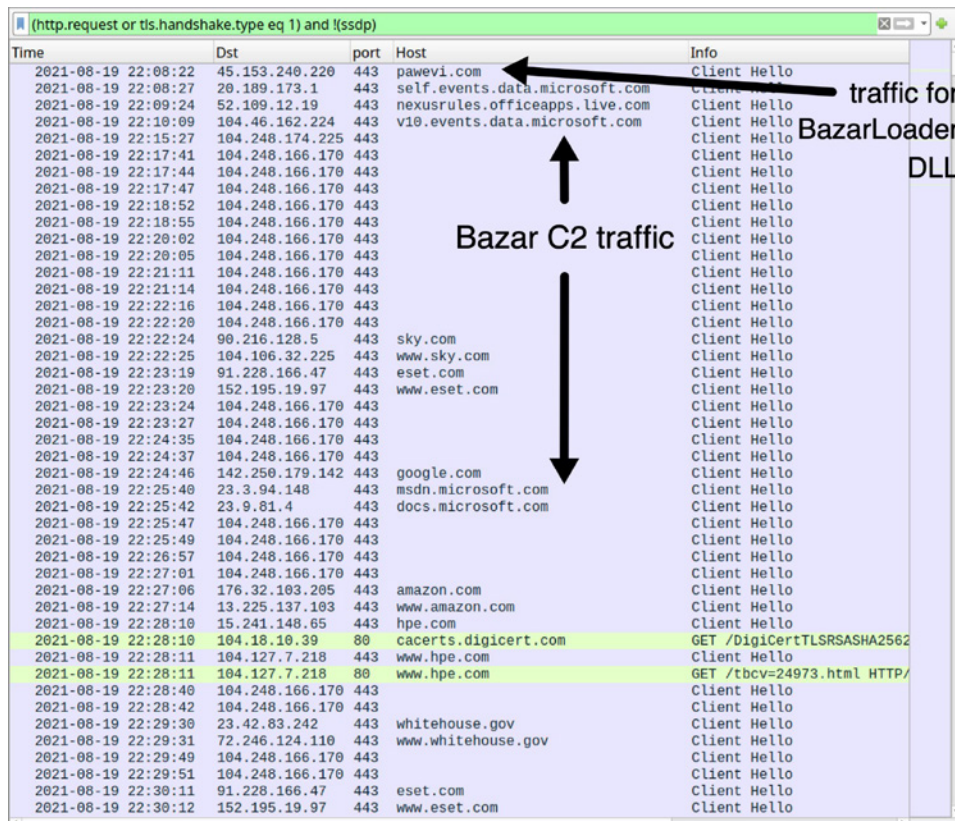 (http.request or tls.handshake.type eq 1) and !(ssdp)
Time Dst port Host Info
2021-08-19 22:08:22 45.153.240.220 443 pawevi.com Client Hello
2021-08-19 22:08:27 20.189.173.1 443 self.events.data.microsoft.com Client Hello
traffic for
2021-08-19 22:09:24 52.109.12.19 443 nexusrules.officeapps.live.com Client Hello
2021-08-19 22:10:09 104.46.162.224 443 v10.events.data.microsoft.com Client Hello
BazarLoader
2021-08-19 22:15:27 104.248.174.225 443 Client Hello
2021-08-19 22:17:41 104.248.166.170 443 Client Hello
DLL
2021-08-19 22:17:44 104.248.166.170 443 Client Hello
2021-08-19 22:17:47 104.248.166.170 443 Client Hello
2021-08-19 22:18:52 104.248.166.170 443 Client Hello
2021-08-19 22:18:55 104.248.166.170 443 Client Hello
2021-08-19 22:20:02 104.248.166.170 443 Client Hello
Bazar C2 traffic
2021-08-19 22:20:05 104.248.166.170 443 Client Hello
2021-08-19 22:21:11 104.248.166.170 443 Client Hello
2021-08-19 22:21:14 104.248.166.170 443 Client Hello
2021-08-19 22:22:16 104.248.166.170 443 Client Hello
2021-08-19 22:22:20 104.248.166.170 443 Client Hello
2021-08-19 22:22:24 90.216.128.5 443 sky.com Client Hello
2021-08-19 22:22:25 104.106.32.225 443 www.sky.com Client Hello
2021-08-19 22:23:19 91.228.166.47 443 eset.com Client Hello
2021-08-19 22:23:20 152.195.19.97 443 www.eset.com Client Hello
2021-08-19 22:23:24 104.248.166.170 443 Client Hello
2021-08-19 22:23:27 104.248.166.170 443 Client Hello
2021-08-19 22:24:35 104.248.166.170 443 Client Hello
2021-08-19 22:24:37 104.248.166.170 443 Client Hello
2021-08-19 22:24:46 142.250.179.142 443 google.com Client Hello
2021-08-19 22:25:40 23.3.94.148 443 msdn.microsoft.com Client Hello
2021-08-19 22:25:42 23.9.81.4 443 docs.microsoft.com Client Hello
2021-08-19 22:25:47 104.248.166.170 443 Client Hello
2021-08-19 22:25:49 104.248.166.170 443 Client Hello
2021-08-19 22:26:57 104.248.166.170 443 Client Hello
2021-08-19 22:27:01 104.248.166.170 443 Client Hello
2021-08-19 22:27:06 176.32.103.205 443 amazon.com Client Hello
2021-08-19 22:27:14 13.225.137.103 443 www.amazon.com Client Hello
2021-08-19 22:28:10 15.241.148.65 443 hpe.com Client Hello
2021-08-19 22:28:10 104.18.10.39 80 cacerts.digicert.com GET /DigiCertTLSRSASHA2562
2021-08-19 22:28:11 104.127.7.218 443 www.hpe.com Client Hello
2021-08-19 22:28:11 104.127.7.218 80 www.hpe.com GET /tbcv=24973.html HTTP/
2021-08-19 22:28:40 104.248.166.170 443 Client Hello
2021-08-19 22:28:42 104.248.166.170 443 Client Hello
2021-08-19 22:29:30 23.42.83.242 443 whitehouse.gov Client Hello
2021-08-19 22:29:31 72.246.124.110 443 www.whitehouse.gov Client Hello
2021-08-19 22:29:49 104.248.166.170 443 Client Hello
2021-08-19 22:29:51 104.248.166.170 443 Client Hello
2021-08-19 22:30:11 91.228.166.47 443 eset.com Client Hello
2021-08-19 22:30:12 152.195.19.97 443 www.eset.com Client Hello